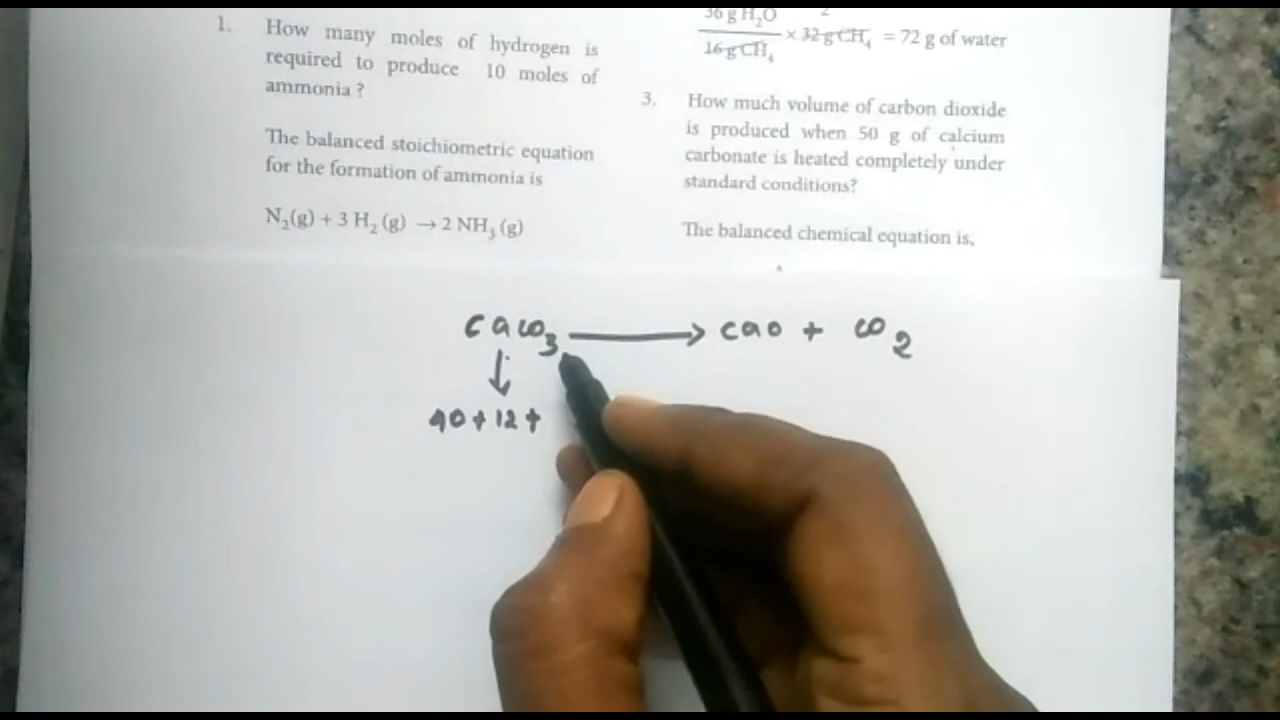 1. How many moles of hydrogen is
required to produce 10 moles of
ammonia ?
The balanced stoichiometric equation
for the formation of ammonia is
N₂(g) + 3 H₂ (g) → 2 NH₃ (g)
36 g H₂O
16 g CH₄
× 32 g CH₄ = 72 g of water
2
3. How much volume of carbon dioxide
is produced when 50 g of calcium
carbonate is heated completely under
standard conditions?
The balanced chemical equation is,
CaCO₃ ⟶ CaO + CO₂
↓
40+12+